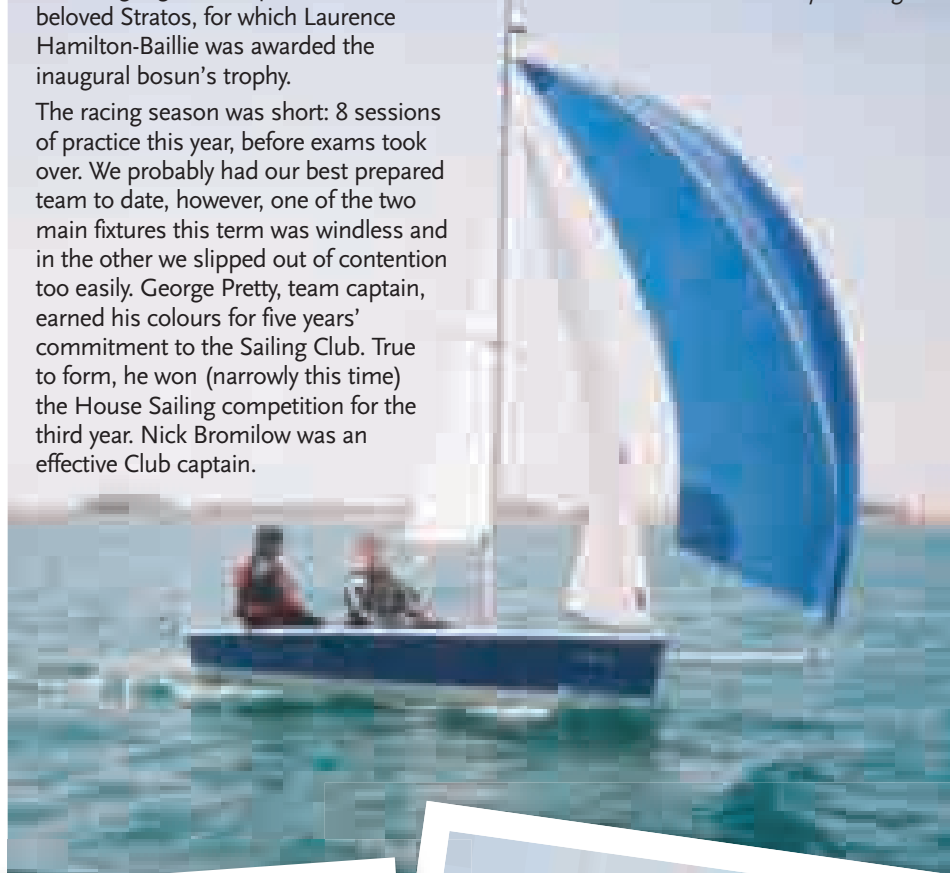 beloved Stratos, for which Laurence
Hamilton-Baillie was awarded the
inaugural bosun's trophy.
The racing season was short: 8 sessions
of practice this year, before exams took
over. We probably had our best prepared
team to date, however, one of the two
main fixtures this term was windless and
in the other we slipped out of contention
too easily. George Pretty, team captain,
earned his colours for five years'
commitment to the Sailing Club. True
to form, he won (narrowly this time)
the House Sailing competition for the
third year. Nick Bromilow was an
effective Club captain.